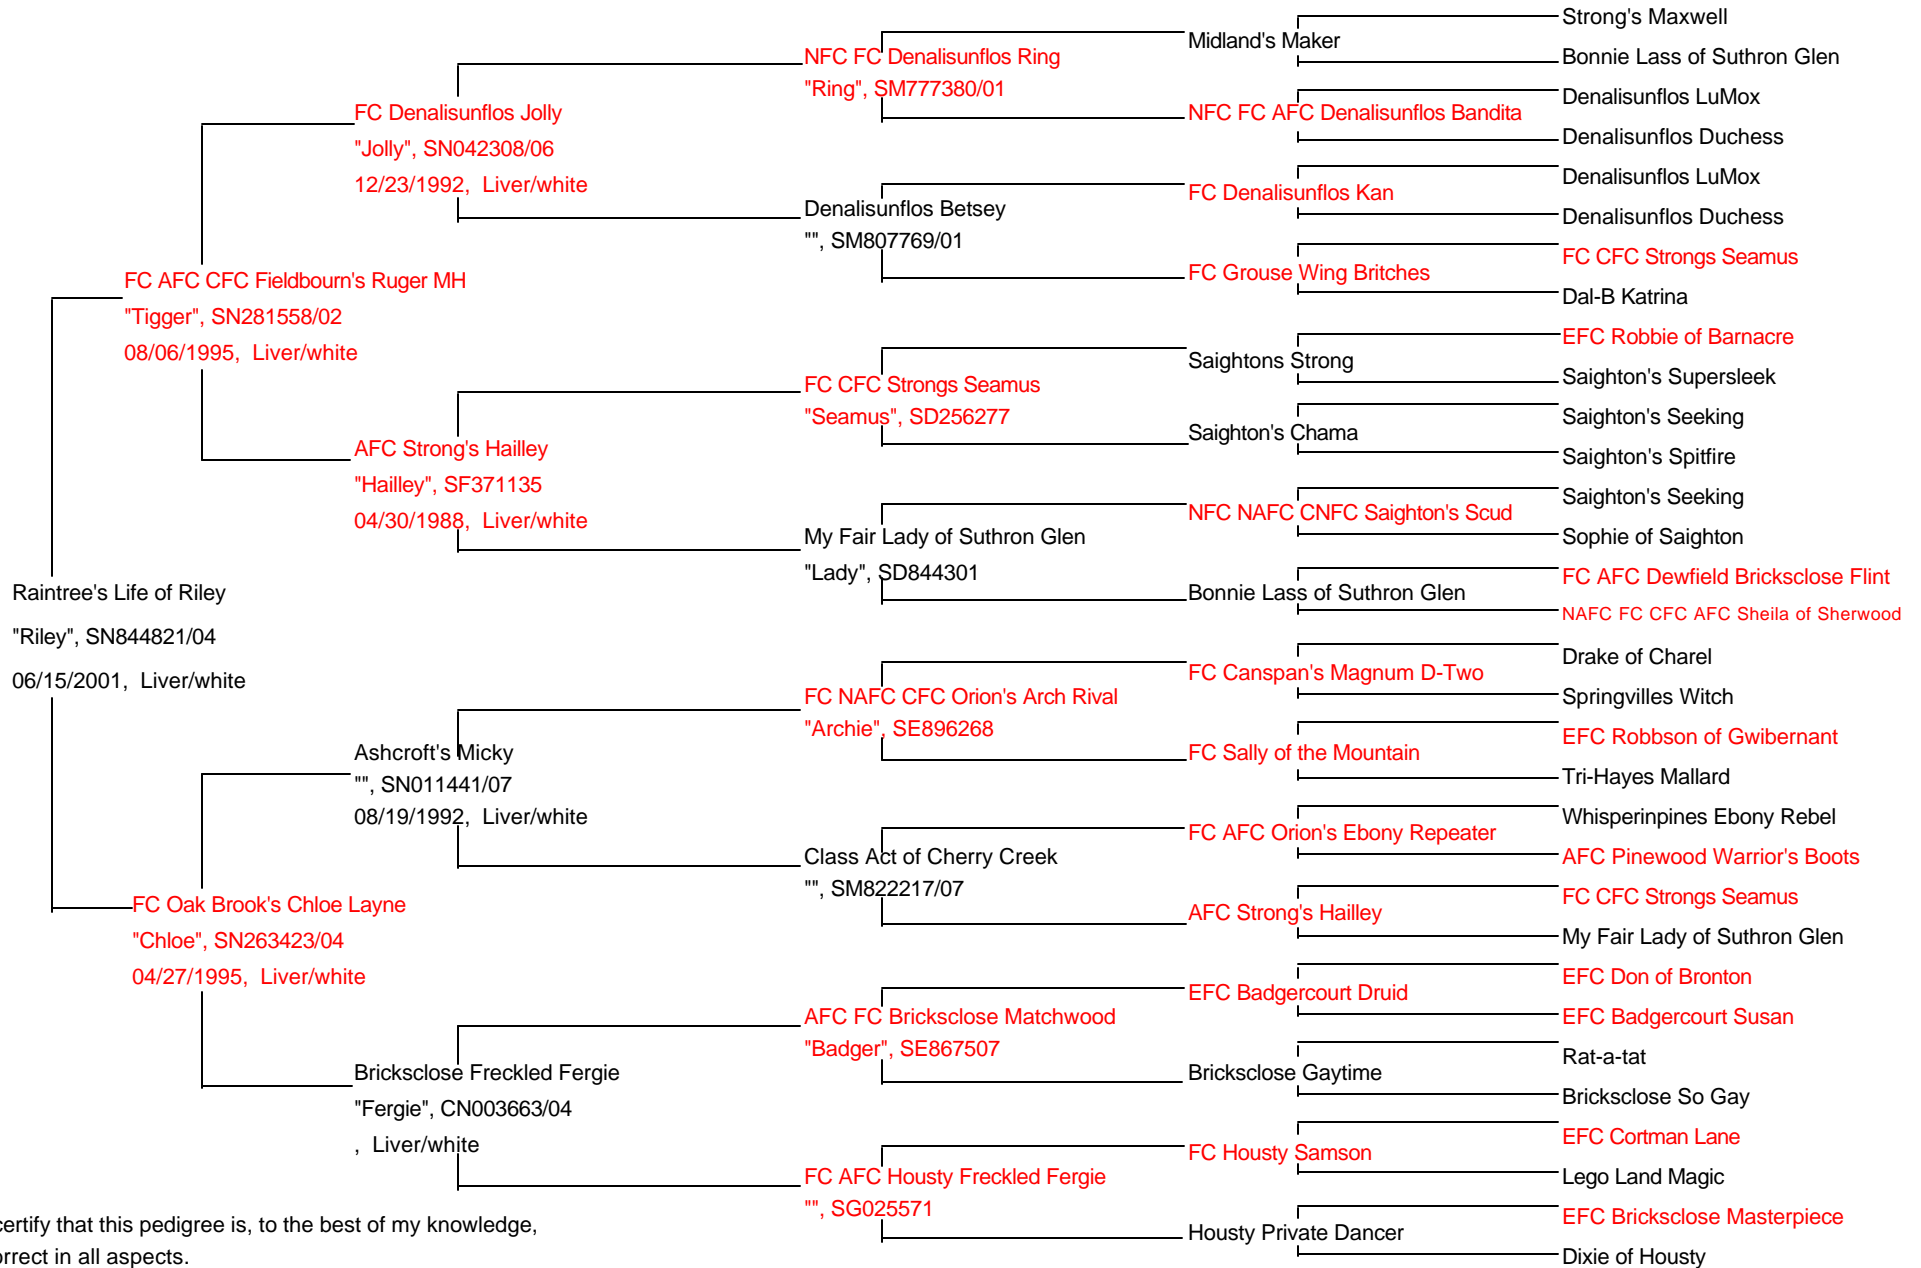 Raintree's Life of Riley
"Riley", SN844821/04
06/15/2001, Liver/white
FC AFC CFC Fieldbourn's Ruger MH
"Tigger", SN281558/02
08/06/1995, Liver/white
FC Oak Brook's Chloe Layne
"Chloe", SN263423/04
04/27/1995, Liver/white
FC Denalisunflos Jolly
"Jolly", SN042308/06
12/23/1992, Liver/white
AFC Strong's Hailley
"Hailley", SF371135
04/30/1988, Liver/white
Ashcroft's Micky
"", SN011441/07
08/19/1992, Liver/white
Bricksclose Freckled Fergie
"Fergie", CN003663/04
, Liver/white
NFC FC Denalisunflos Ring
"Ring", SM777380/01
Denalisunflos Betsey
"", SM807769/01
FC CFC Strongs Seamus
"Seamus", SD256277
My Fair Lady of Suthron Glen
"Lady", SD844301
FC NAFC CFC Orion's Arch Rival
"Archie", SE896268
Class Act of Cherry Creek
"", SM822217/07
AFC FC Bricksclose Matchwood
"Badger", SE867507
FC AFC Housty Freckled Fergie
"", SG025571
Midland's Maker
NFC FC AFC Denalisunflos Bandita
FC Denalisunflos Kan
FC Grouse Wing Britches
Saightons Strong
Saighton's Chama
NFC NAFC CNFC Saighton's Scud
Bonnie Lass of Suthron Glen
FC Canspan's Magnum D-Two
FC Sally of the Mountain
FC AFC Orion's Ebony Repeater
AFC Strong's Hailley
EFC Badgercourt Druid
Bricksclose Gaytime
FC Housty Samson
Housty Private Dancer
Strong's Maxwell
Bonnie Lass of Suthron Glen
Denalisunflos LuMox
Denalisunflos Duchess
Denalisunflos LuMox
Denalisunflos Duchess
FC CFC Strongs Seamus
Dal-B Katrina
EFC Robbie of Barnacre
Saighton's Supersleek
Saighton's Seeking
Saighton's Spitfire
Saighton's Seeking
Sophie of Saighton
FC AFC Dewfield Bricksclose Flint
NAFC FC CFC AFC Sheila of Sherwood
Drake of Charel
Springvilles Witch
EFC Robbson of Gwibernant
Tri-Hayes Mallard
Whisperinpines Ebony Rebel
AFC Pinewood Warrior's Boots
FC CFC Strongs Seamus
My Fair Lady of Suthron Glen
EFC Don of Bronton
EFC Badgercourt Susan
Rat-a-tat
Bricksclose So Gay
EFC Cortman Lane
Lego Land Magic
EFC Bricksclose Masterpiece
Dixie of Housty
certify that this pedigree is, to the best of my knowledge,
orrect in all aspects.